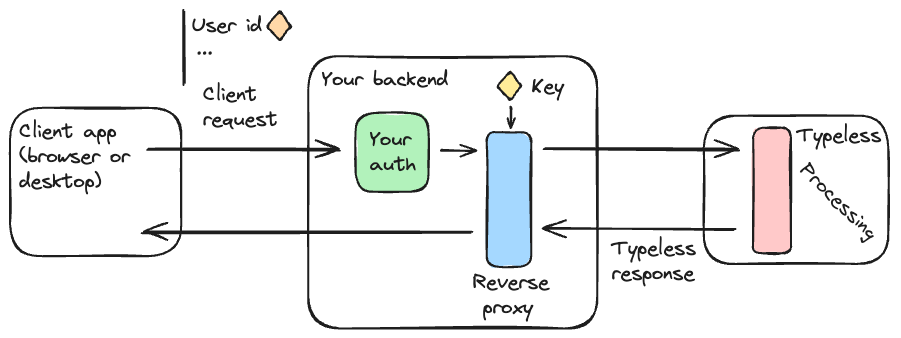 User id
...
Client
request
Your backend
Key
Client app
(browser or
desktop)
Your
auth
Typeless
Processing
Typeless
response
Reverse
proxy